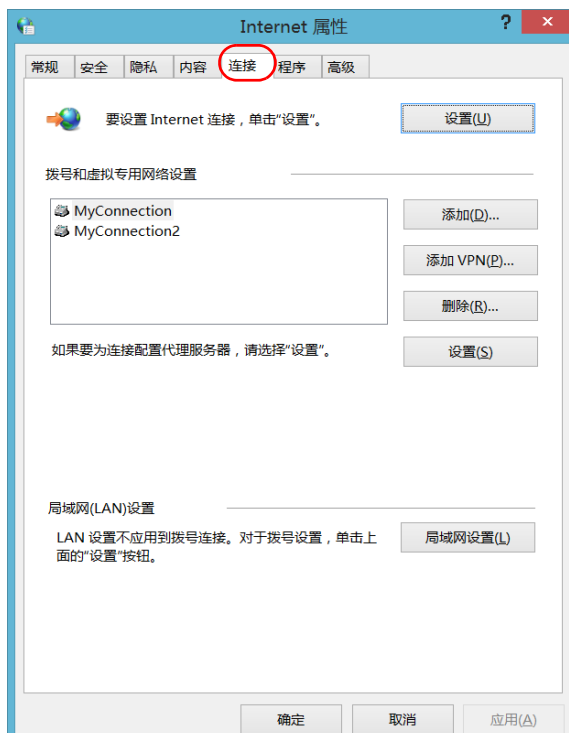 Internet 属性
?
×
常规 安全 隐私 内容 连接 程序 高级
要设置 Internet 连接，单击“设置”。
设置(U)
拨号和虚拟专用网络设置
MyConnection
MyConnection2
添加(D)...
添加 VPN(P)...
删除(R)...
如果要为连接配置代理服务器，请选择“设置”。
设置(S)
局域网(LAN)设置
LAN 设置不应用到拨号连接。对于拨号设置，单击上
面的“设置”按钮。
局域网设置(L)
确定 取消 应用(A)